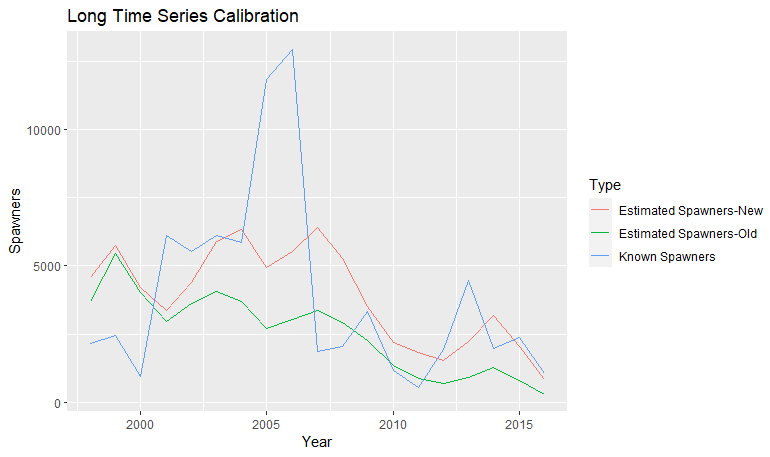 Long Time Series Calibration
Spawners
10000
5000
0
2000
2005
2010
2015
Year
Type
Estimated Spawners-New
Estimated Spawners-Old
Known Spawners